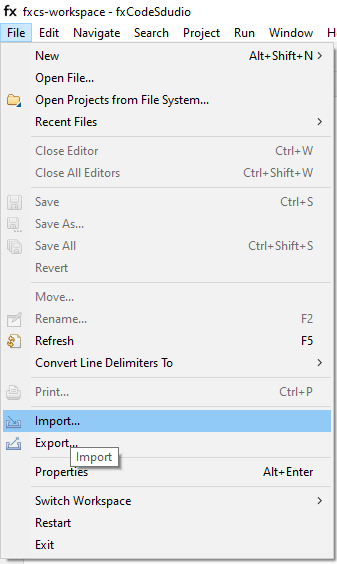 fx fxcs-workspace - fxCodeSdudio
File Edit Navigate Search Project Run Window He
New Alt+Shift+N >
Open File...
Open Projects from File System...
Recent Files >
Close Editor Ctrl+W
Close All Editors Ctrl+Shift+W
Save Ctrl+S
Save As...
Save All Ctrl+Shift+S
Revert
Move...
Rename... F2
Refresh F5
Convert Line Delimiters To >
Print... Ctrl+P
Import...
Export...
Import
Properties Alt+Enter
Switch Workspace >
Restart
Exit